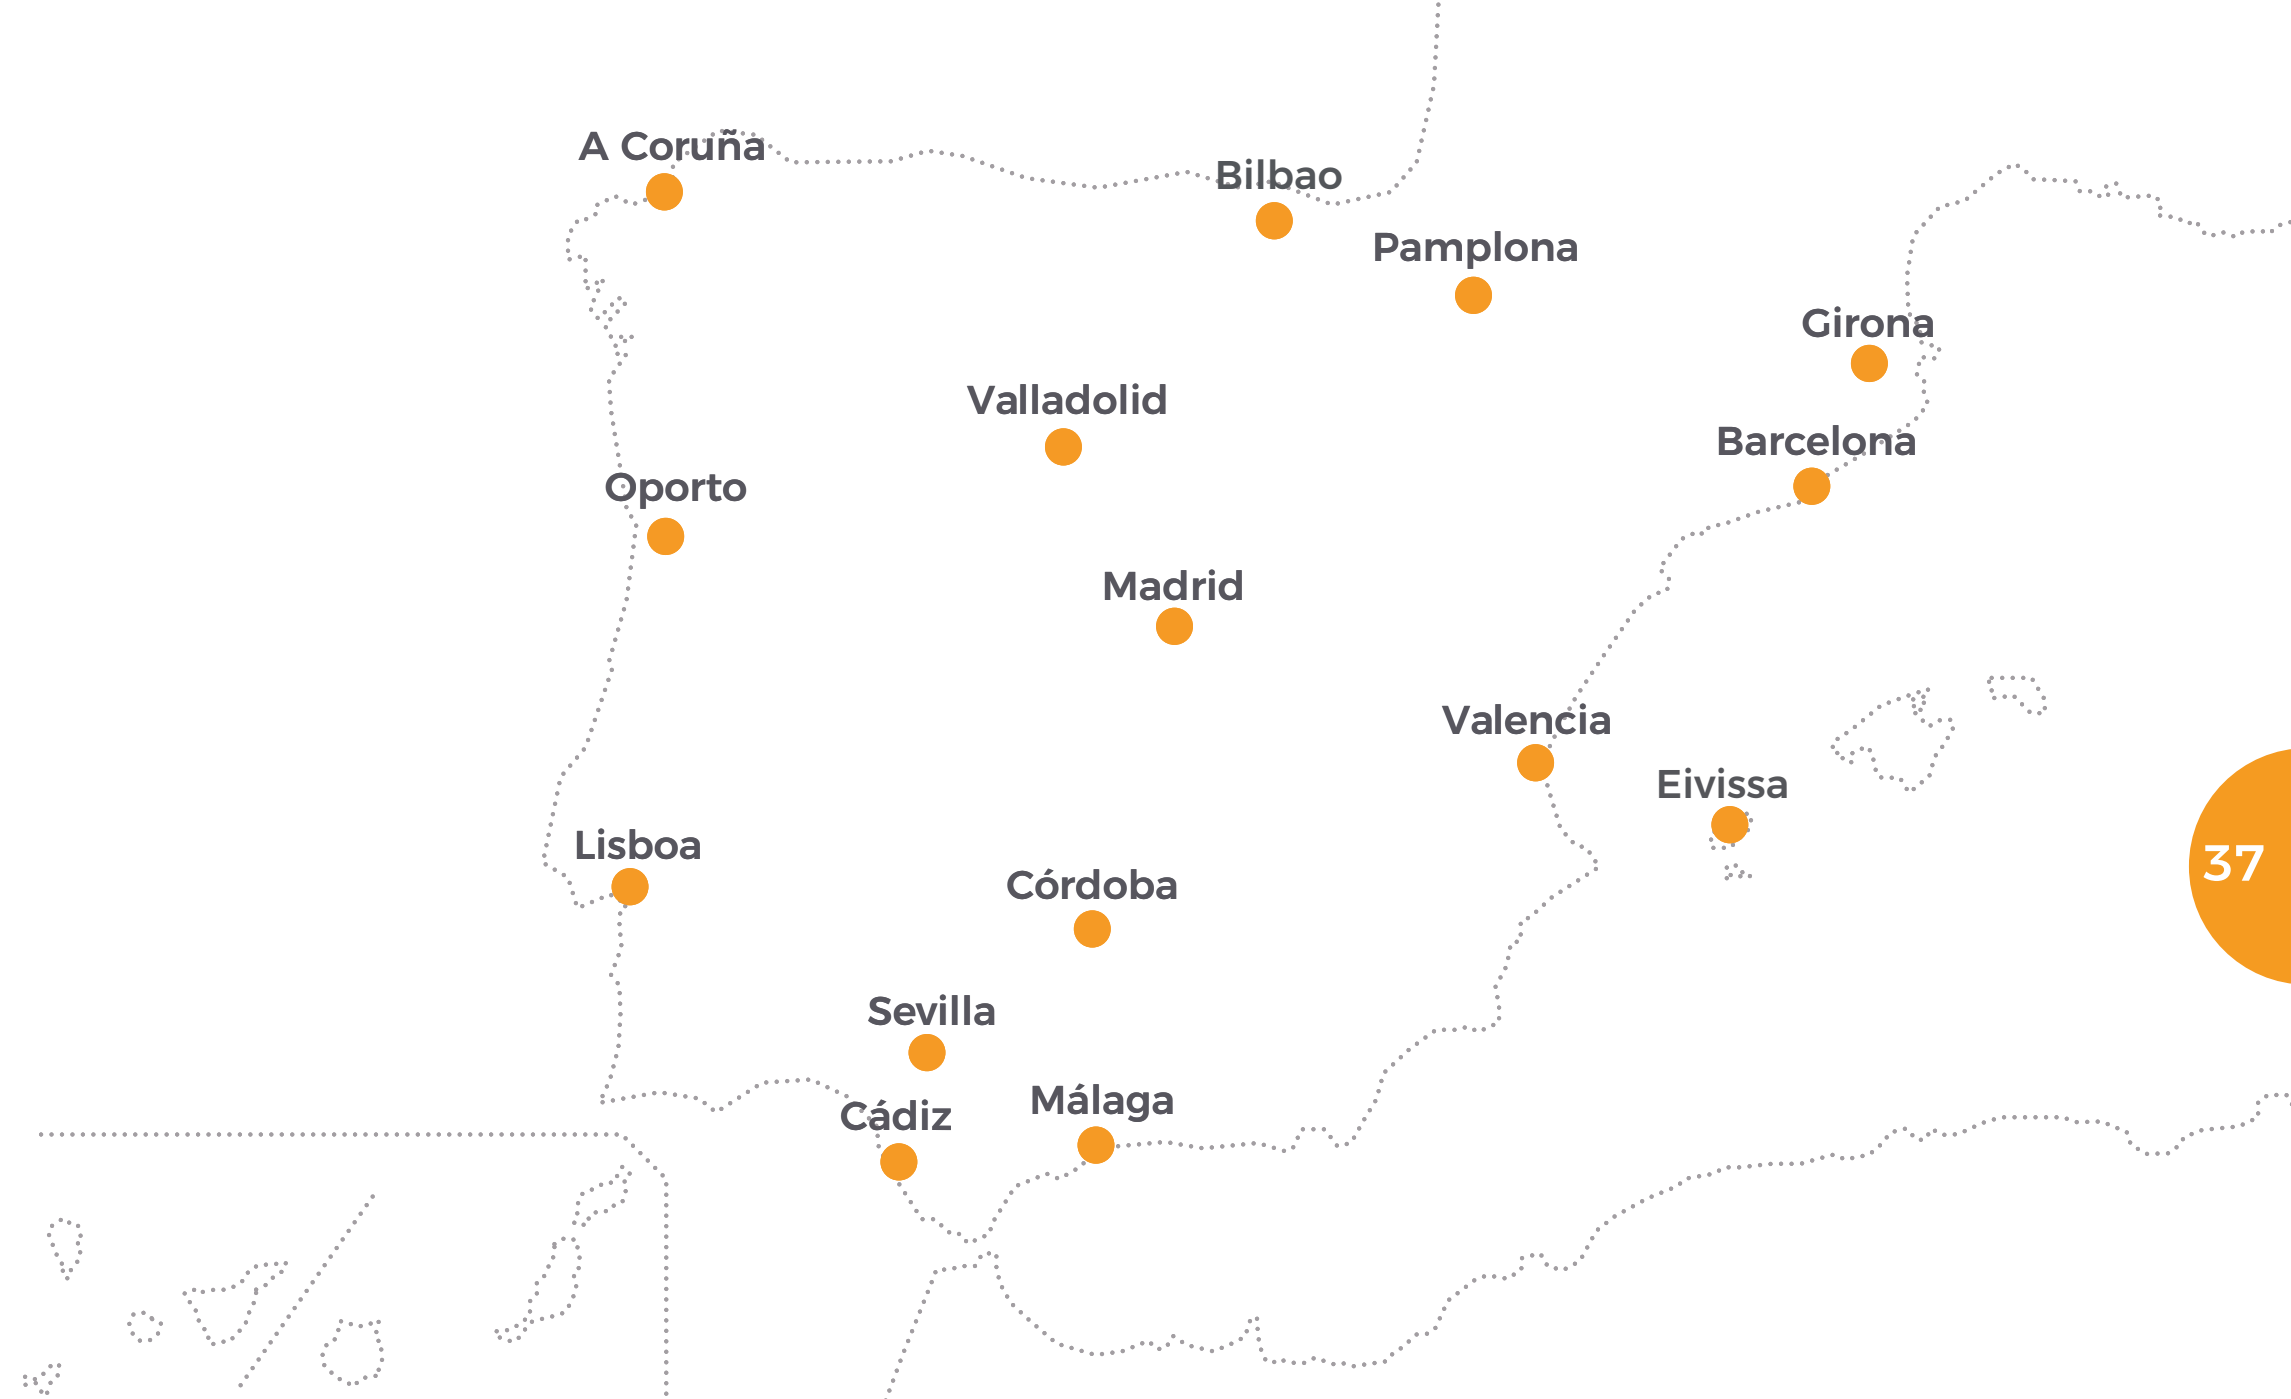 A Coruña
Bilbao
Pamplona
Girona
Valladolid
Barcelona
Oporto
Madrid
Valencia
Eivissa
Lisboa
37
Córdoba
Sevilla
Málaga
Cádiz